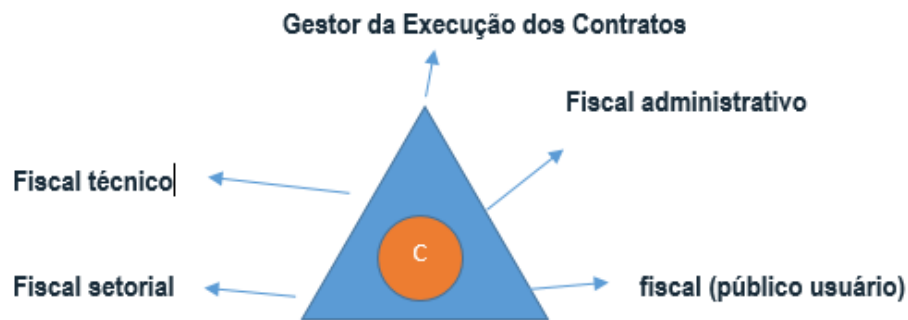 Gestor da Execução dos Contratos
Fiscal administrativo
Fiscal técnico
C
Fiscal setorial
fiscal (público usuário)